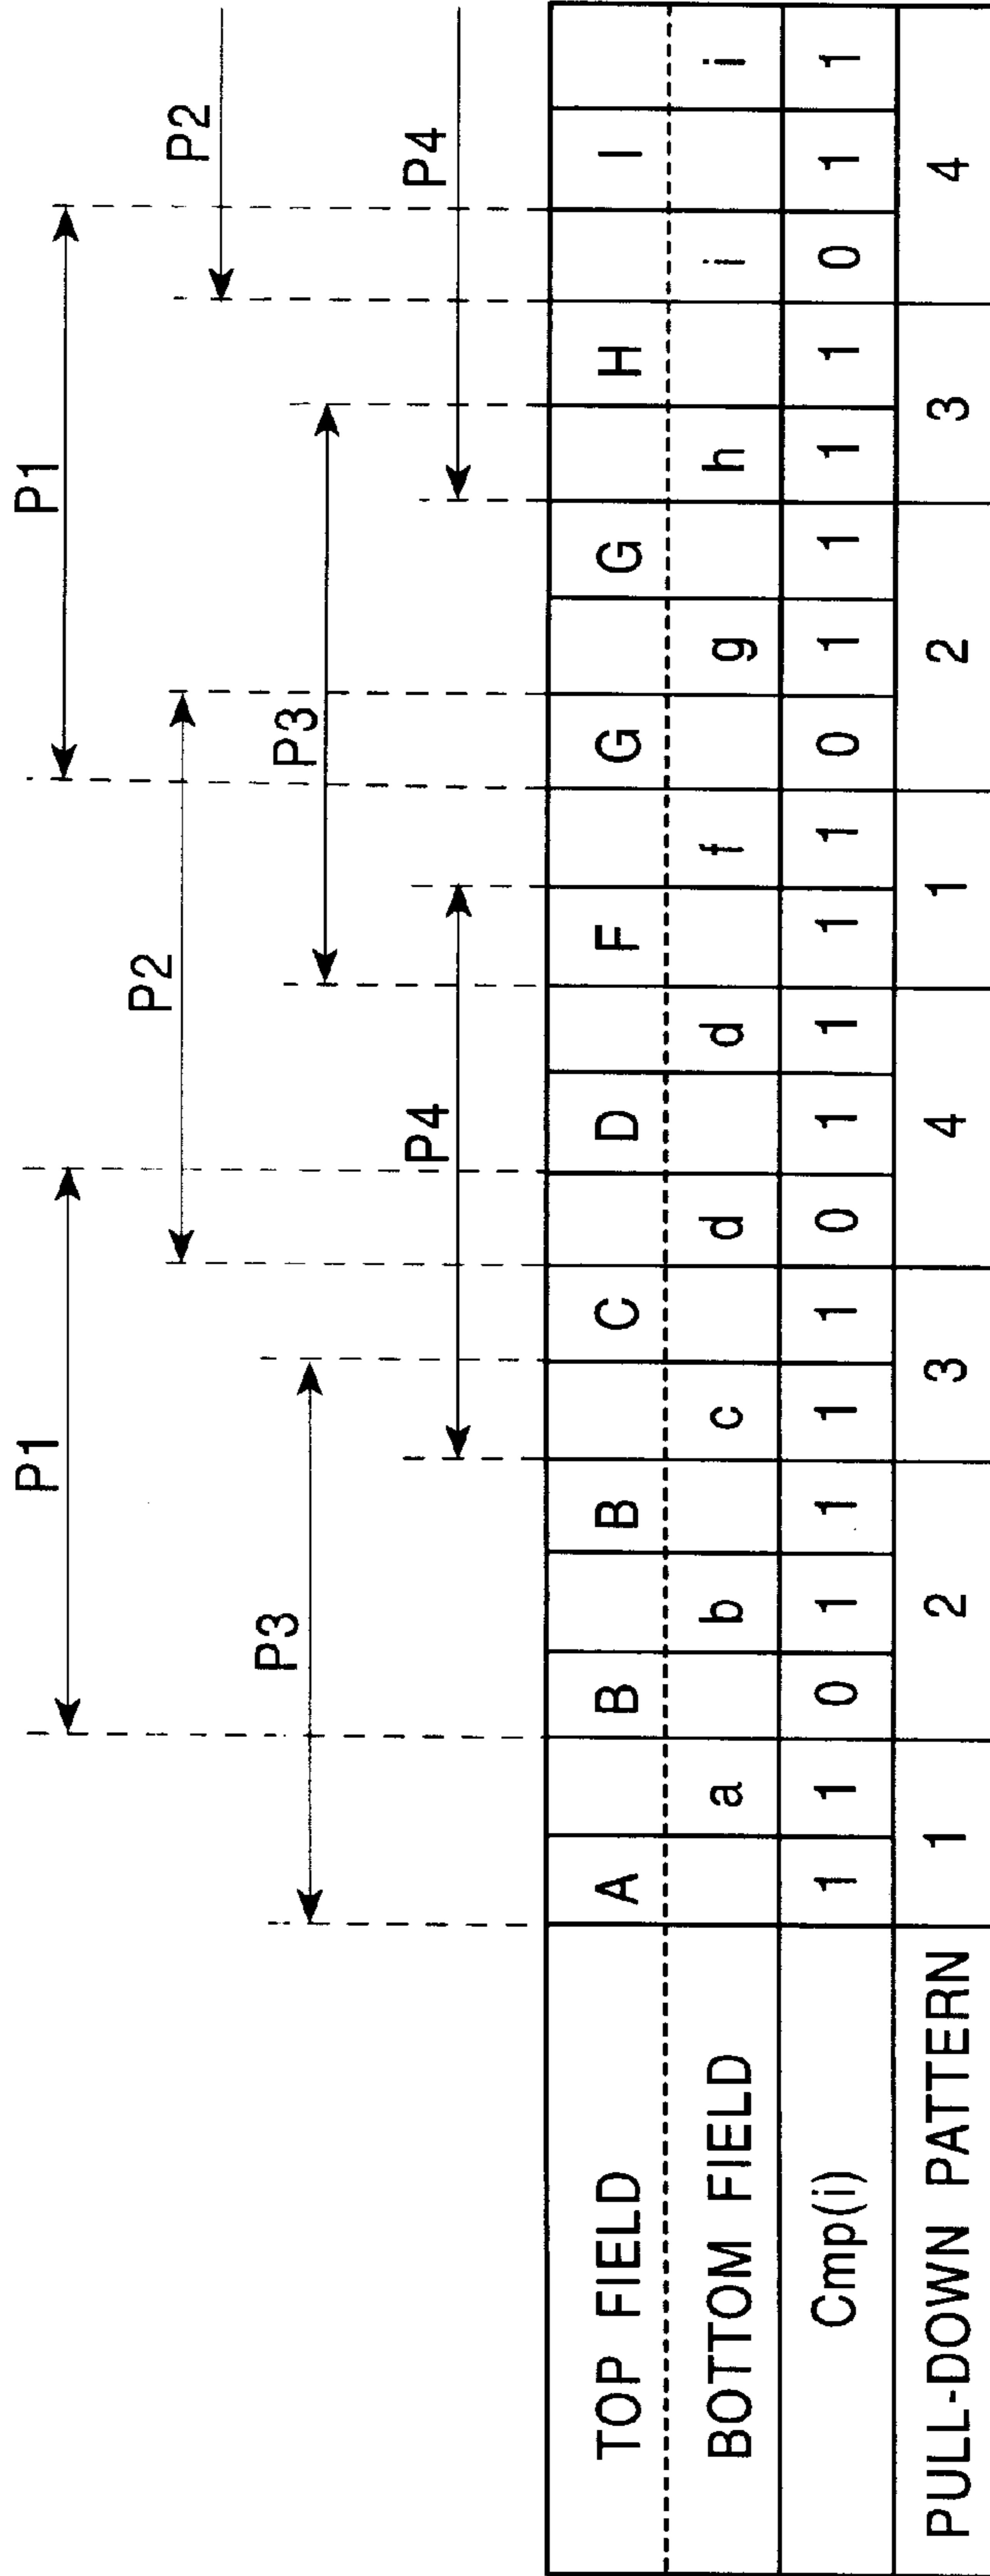 P1 P1
P2 P2
P3 P3
P4 P4
TOP FIELD A B B C D F G G H I
BOTTOM FIELD a b c d d f g h i i
Cmp(i) 1 1 0 1 1 1 1 0 1 1 1 1 0 1 1 1 1 0 1 1
PULL-DOWN PATTERN 1 2 3 4 1 2 3 4